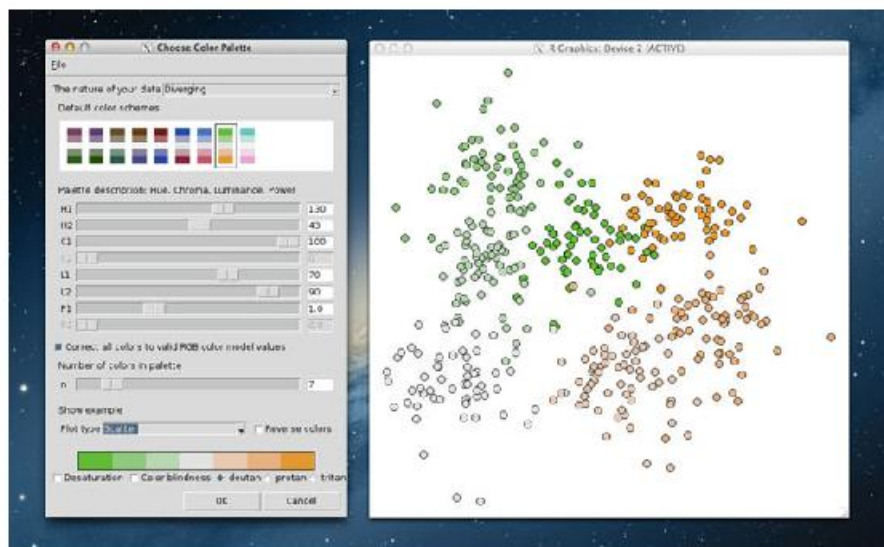 Choose Color Palette
File
The nature of your data Diverging
Default color schemes
Palette description: Hue, Chroma, Luminance, Power
H1 130
H2 43
C1 100
L1 70
L2 90
P1 1.0
Correct all colors to valid RGB color model values
Number of colors in palette
n 7
Show example
Plot type Scatter Reverse colors
Desaturation Color blindness deutan protan tritan
OK Cancel
R Graphics: Device 2 (ACTIVE)